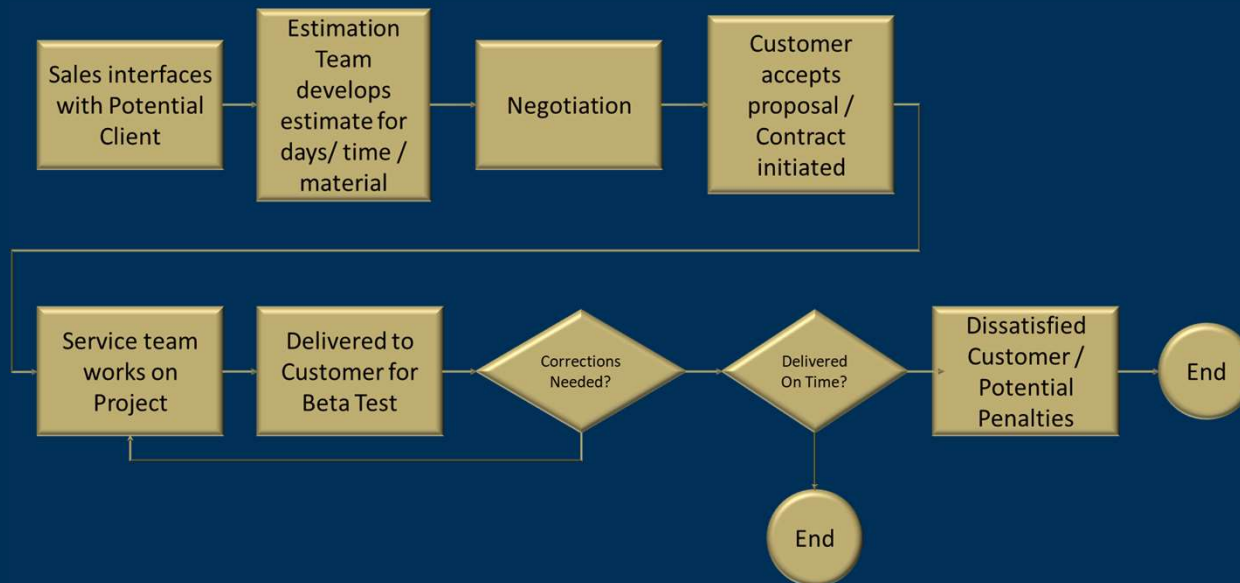 Sales interfaces
with Potential
Client
Estimation
Team
develops
estimate for
days/ time /
material
Negotiation
Customer
accepts
proposal /
Contract
initiated
Service team
works on
Project
Delivered to
Customer for
Beta Test
Corrections
Needed?
Delivered
On Time?
Dissatisfied
Customer /
Potential
Penalties
End
End